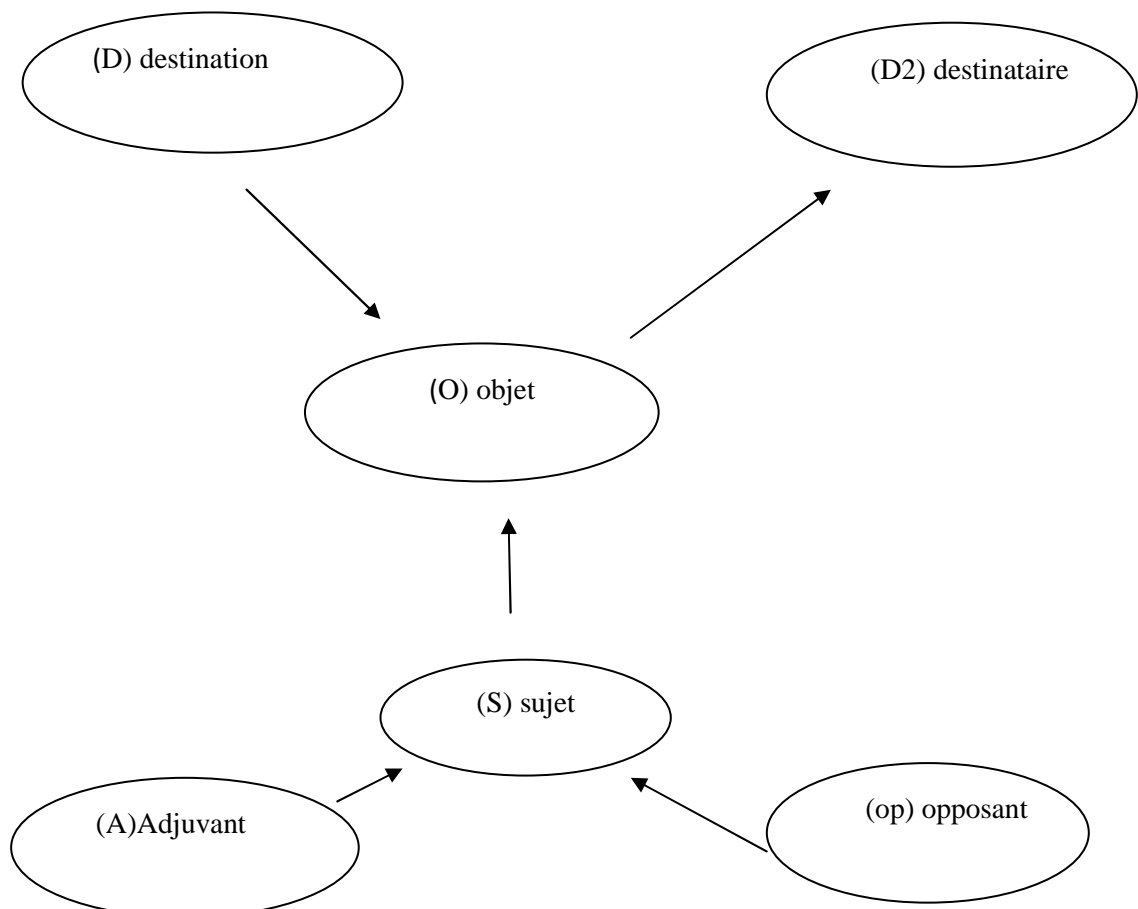 (D) destination
(D2) destinataire
(O) objet
(S) sujet
(A)Adjuvant
(op) opposant